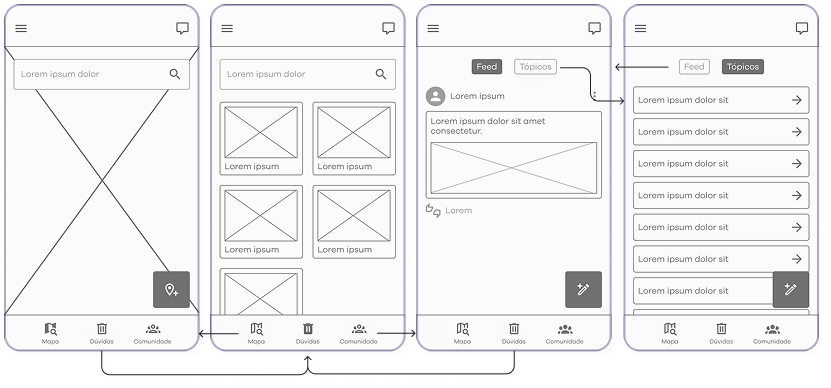 Lorem ipsum dolor
Mapa
Dúvidas
Comunidade
Lorem ipsum dolor
Lorem ipsum
Lorem ipsum
Lorem ipsum
Lorem ipsum
Mapa
Dúvidas
Comunidade
Feed
Tópicos
Lorem ipsum
Lorem ipsum dolor sit amet
consectetur.
Lorem
Mapa
Dúvidas
Comunidade
Feed
Tópicos
Lorem ipsum dolor sit
Lorem ipsum dolor sit
Lorem ipsum dolor sit
Lorem ipsum dolor sit
Lorem ipsum dolor sit
Lorem ipsum dolor sit
Lorem ipsum dolor sit
Mapa
Dúvidas
Comunidade